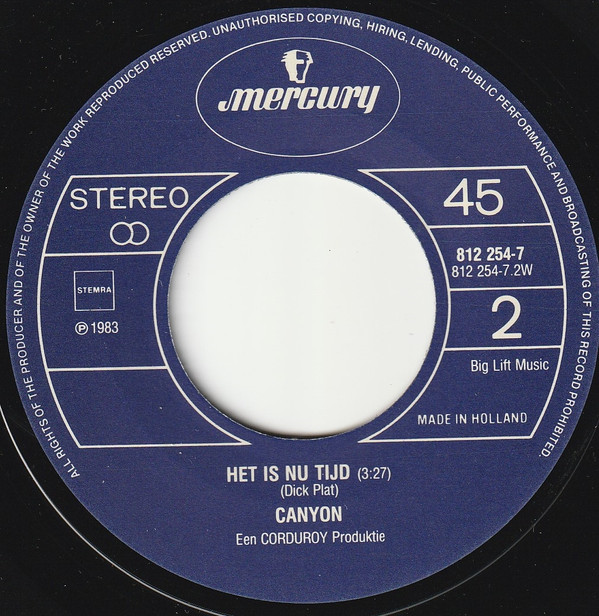 ALL RIGHTS OF THE PRODUCER AND OF THE OWNER OF THE WORK REPRODUCED RESERVED. UNAUTHORISED COPYING, HIRING, LENDING, PUBLIC PERFORMANCE AND BROADCASTING OF THIS RECORD PROHIBITED.
mercury
STEREO
45
812 254-7
812 254-7.2W
STEMRA
℗ 1983
2
Big Lift Music
MADE IN HOLLAND
HET IS NU TIJD (3:27)
(Dick Plat)
CANYON
Een CORDUROY Produktie